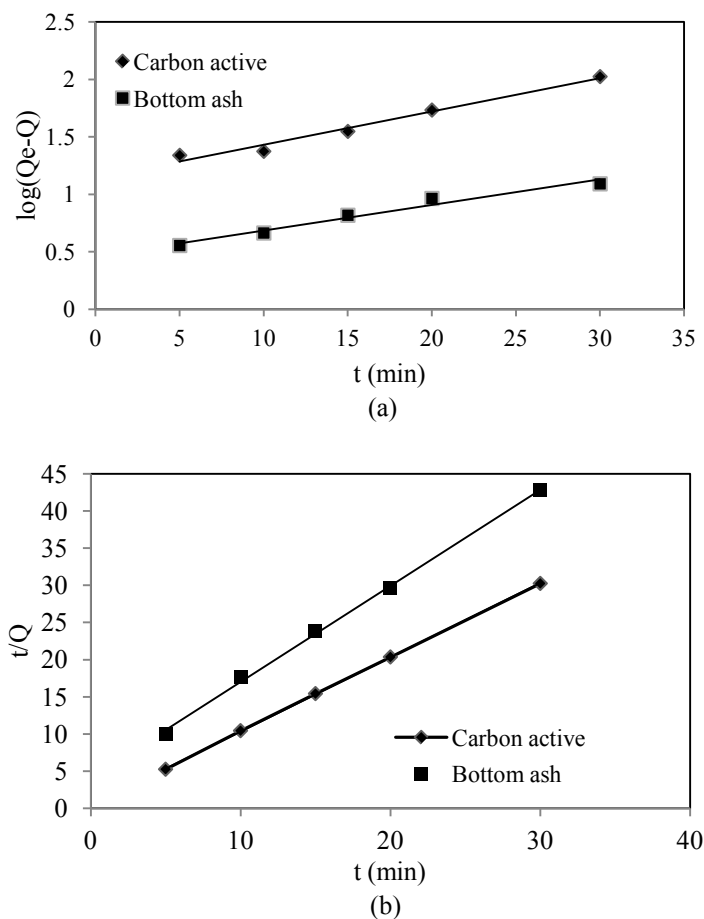 2.5
2
1.5
1
0.5
0
log(Qe-Q)
Carbon active
Bottom ash
0 5 10 15 20 25 30 35
t (min)
(a)
45
40
35
30
25
20
15
10
5
0
t/Q
Carbon active
Bottom ash
0 10 20 30 40
t (min)
(b)